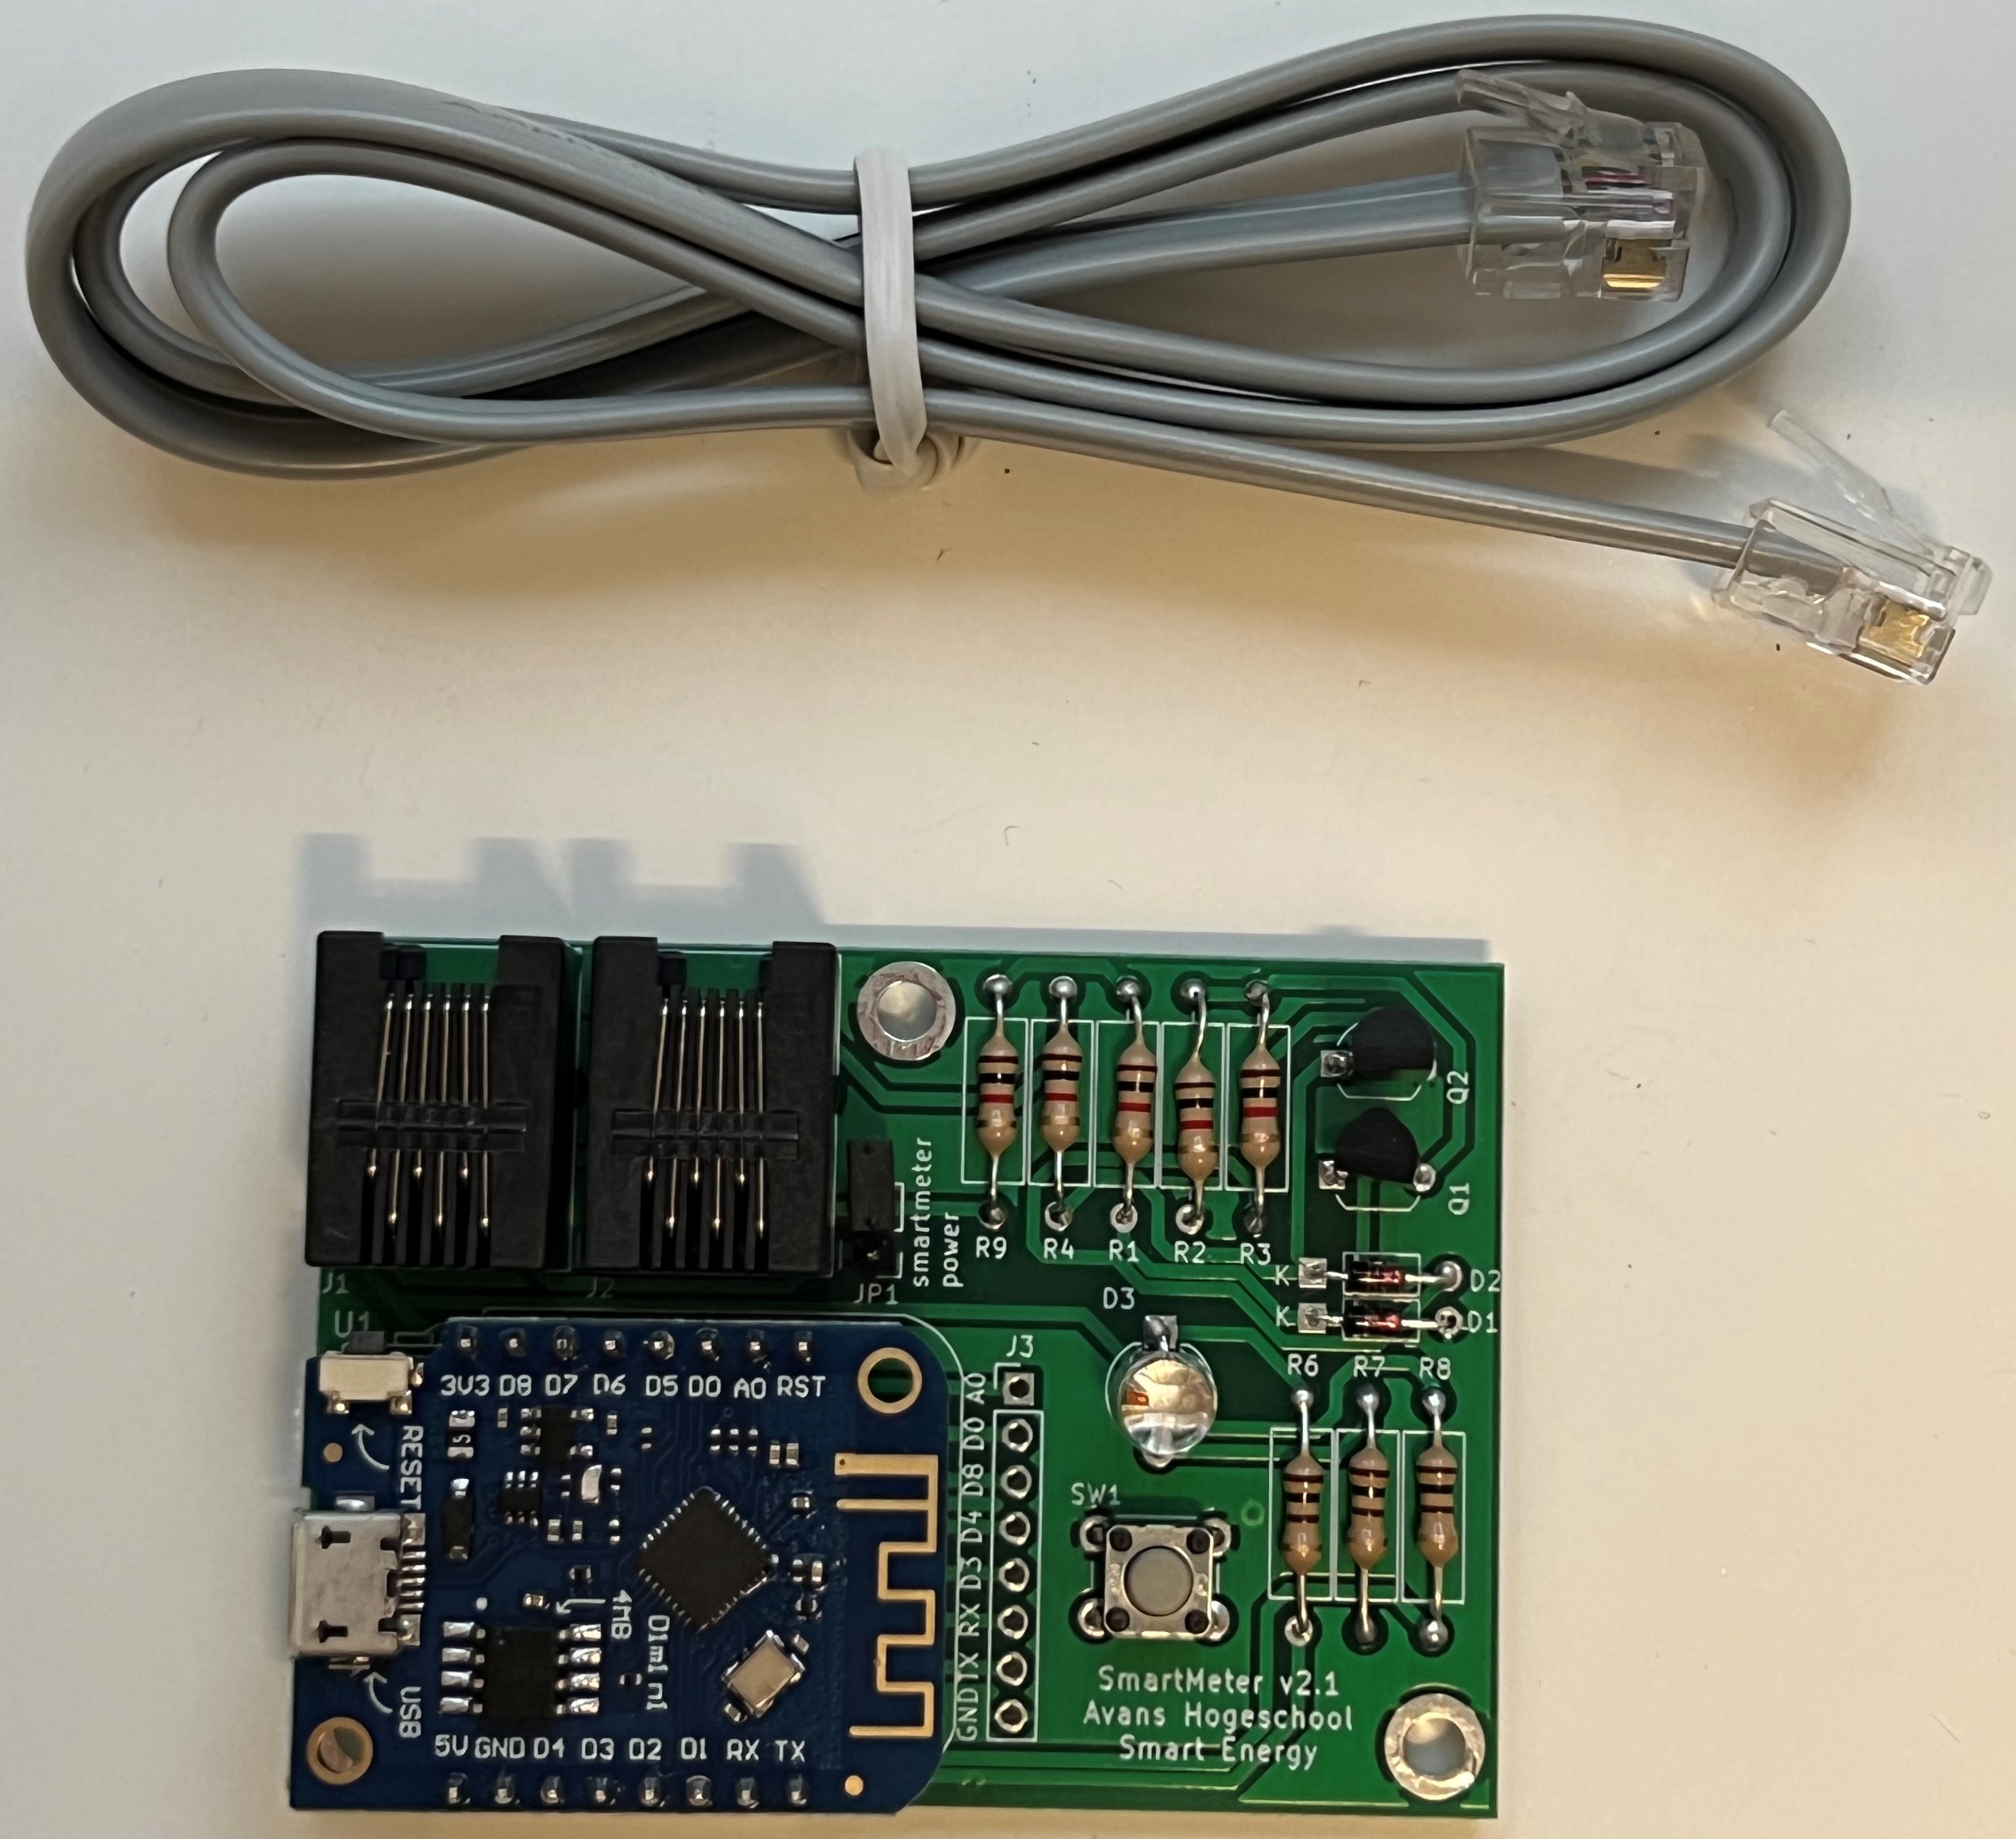 J1
J2
JP1
smartmeter
power
R9
R4
R1
R2
R3
Q2
Q1
K
D2
K
D1
D3
U1
3V3 D8 D7 D6 D5 D0 A0 RST
RESET
USB
4MB
D1 mini
5V GND D4 D3 D2 D1 RX TX
J3
A0
D0
D8
D4
D3
RX
TX
GND
SW1
R6
R7
R8
SmartMeter v2.1
Avans Hogeschool
Smart Energy